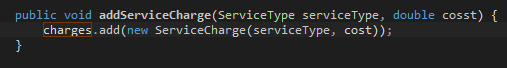 public void addServiceCharge(ServiceType serviceType, double cosst) {
charges.add(new ServiceCharge(serviceType, cost));
}